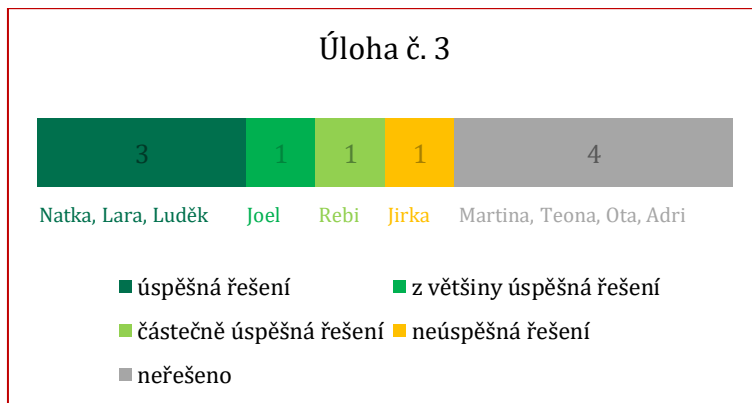 Úloha č. 3
3 1 1 1 4
Natka, Lara, Luděk Joel Rebi Jirka Martina, Teona, Ota, Adri
úspěšná řešení z většiny úspěšná řešení
částečně úspěšná řešení neúspěšná řešení
neřešeno